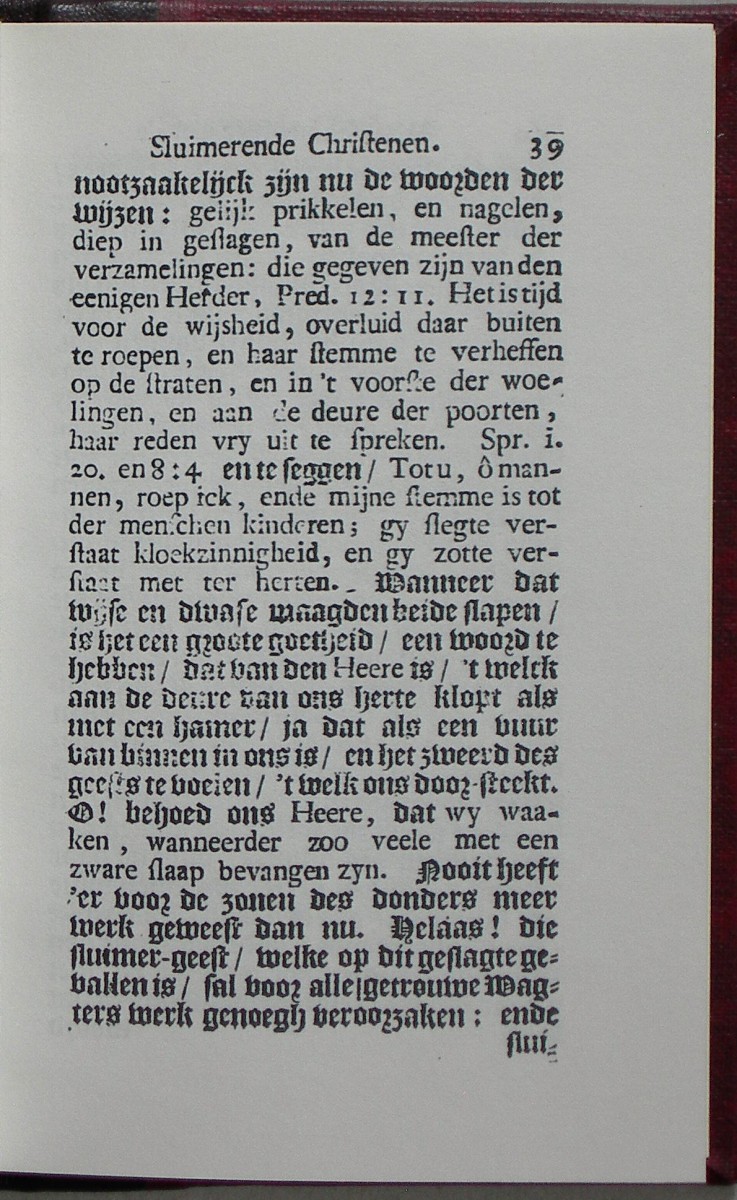 Sluimerende Christenen. 39
nootzaakelijck zijn nu de woorden der
wijzen: gelijk prikkelen, en nagelen,
diep in geslagen, van de meester der
verzamelingen: die gegeven zijn van den
eenigen Herder, Pred. 12:11. Het is tijd
voor de wijsheid, overluid daar buiten
te roepen, en haar stemme te verheffen
op de straten, en in 't voorste der woe-
lingen, en aan de deure der poorten,
haar reden vry uit te spreken. Spr. i.
20. en 8:4 en te seggen/ Tot u, ô man-
nen, roep ick, ende mijne stemme is tot
der menschen kinderen; gy slegte ver-
staat kloekzinnigheid, en gy zotte ver-
staat met ter herten. Wanneer dat
wijse en dwase maagden beide slapen/
is het een groote goetheid/ een woord te
hebben/ dat van den Heere is/ 't welck
aan de deure van ons herte klopt als
met een hamer/ ja dat als een vuur
van binnen in ons is/ en het zweerd des
geests te voelen/ 't welk ons door-steekt.
O! behoed ons Heere, dat wy waa-
ken, wanneerder zoo veele met een
zware slaap bevangen zyn. Nooit heeft
'er voor de zonen des donders meer
werk geweest dan nu. Helaas! die
sluimer-geest/ welke op dit geslagte ge-
vallen is/ sal voor alle getrouwe Wag-
ters werk genoegh veroorzaken: ende
slui-